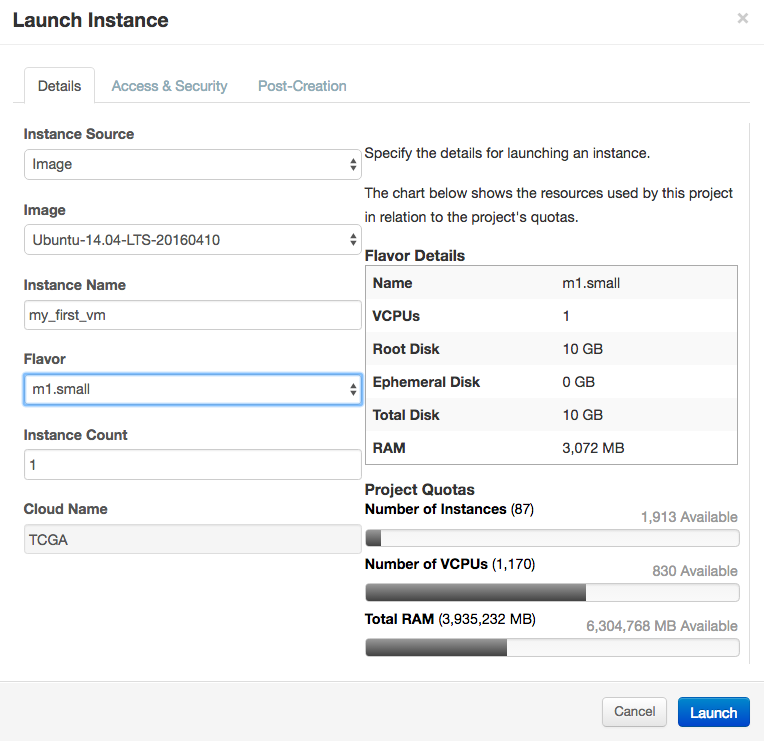 Launch Instance
×
Details Access & Security Post-Creation
Instance Source
Image
Image
Ubuntu-14.04-LTS-20160410
Instance Name
my_first_vm
Flavor
m1.small
Instance Count
1
Cloud Name
TCGA
Specify the details for launching an instance.
The chart below shows the resources used by this project
in relation to the project's quotas.
Flavor Details
Name m1.small
VCPUs 1
Root Disk 10 GB
Ephemeral Disk 0 GB
Total Disk 10 GB
RAM 3,072 MB
Project Quotas
Number of Instances (87)
1,913 Available
Number of VCPUs (1,170)
830 Available
Total RAM (3,935,232 MB)
6,304,768 MB Available
Cancel Launch